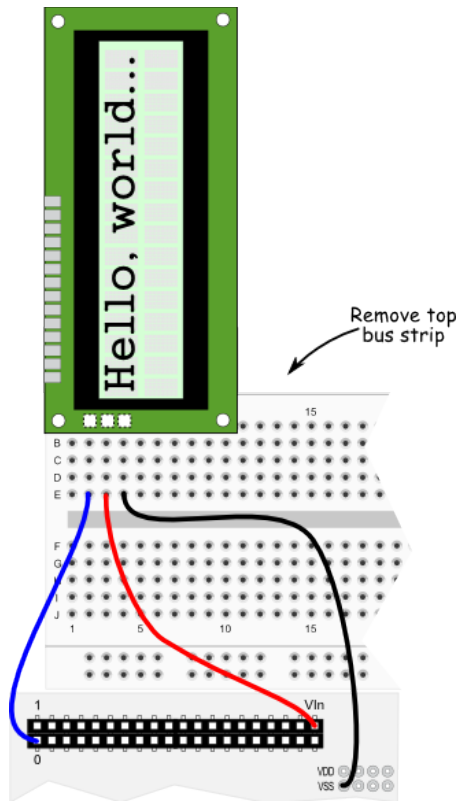 Hello, world...
Remove top
bus strip
15
B
C
D
E
F
G
H
I
J
1
5
10
15
1
VIn
0
VDD
VSS